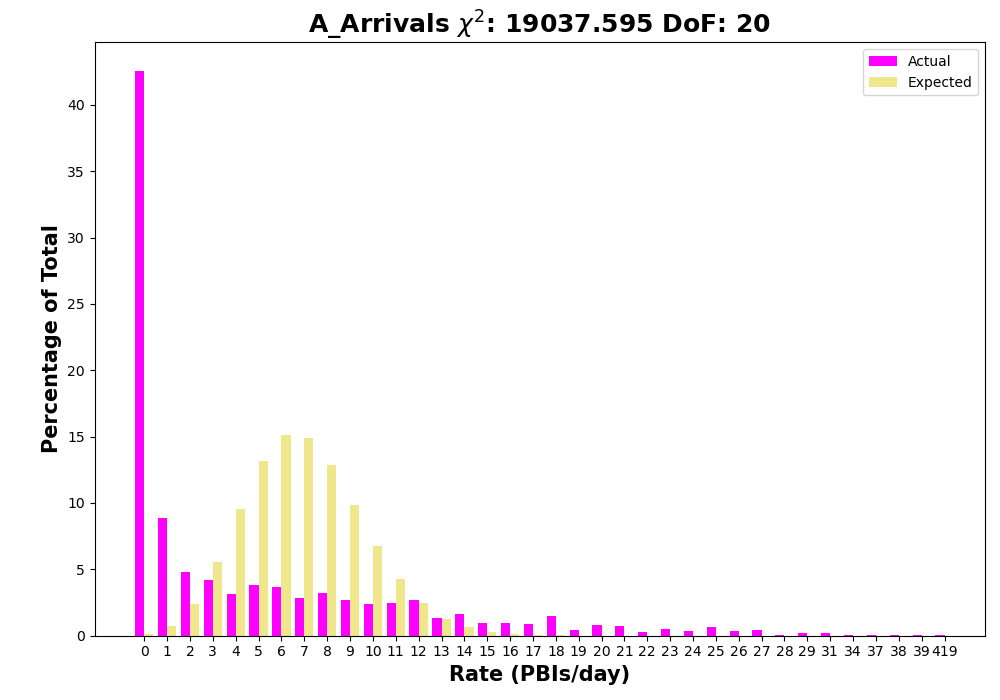 A_Arrivals χ²: 19037.595 DoF: 20
Actual
Expected
Percentage of Total
40
35
30
25
20
15
10
5
0
0 1 2 3 4 5 6 7 8 9 10 11 12 13 14 15 16 17 18 19 20 21 22 23 24 25 26 27 28 29 31 34 37 38 39 419
Rate (PBIs/day)